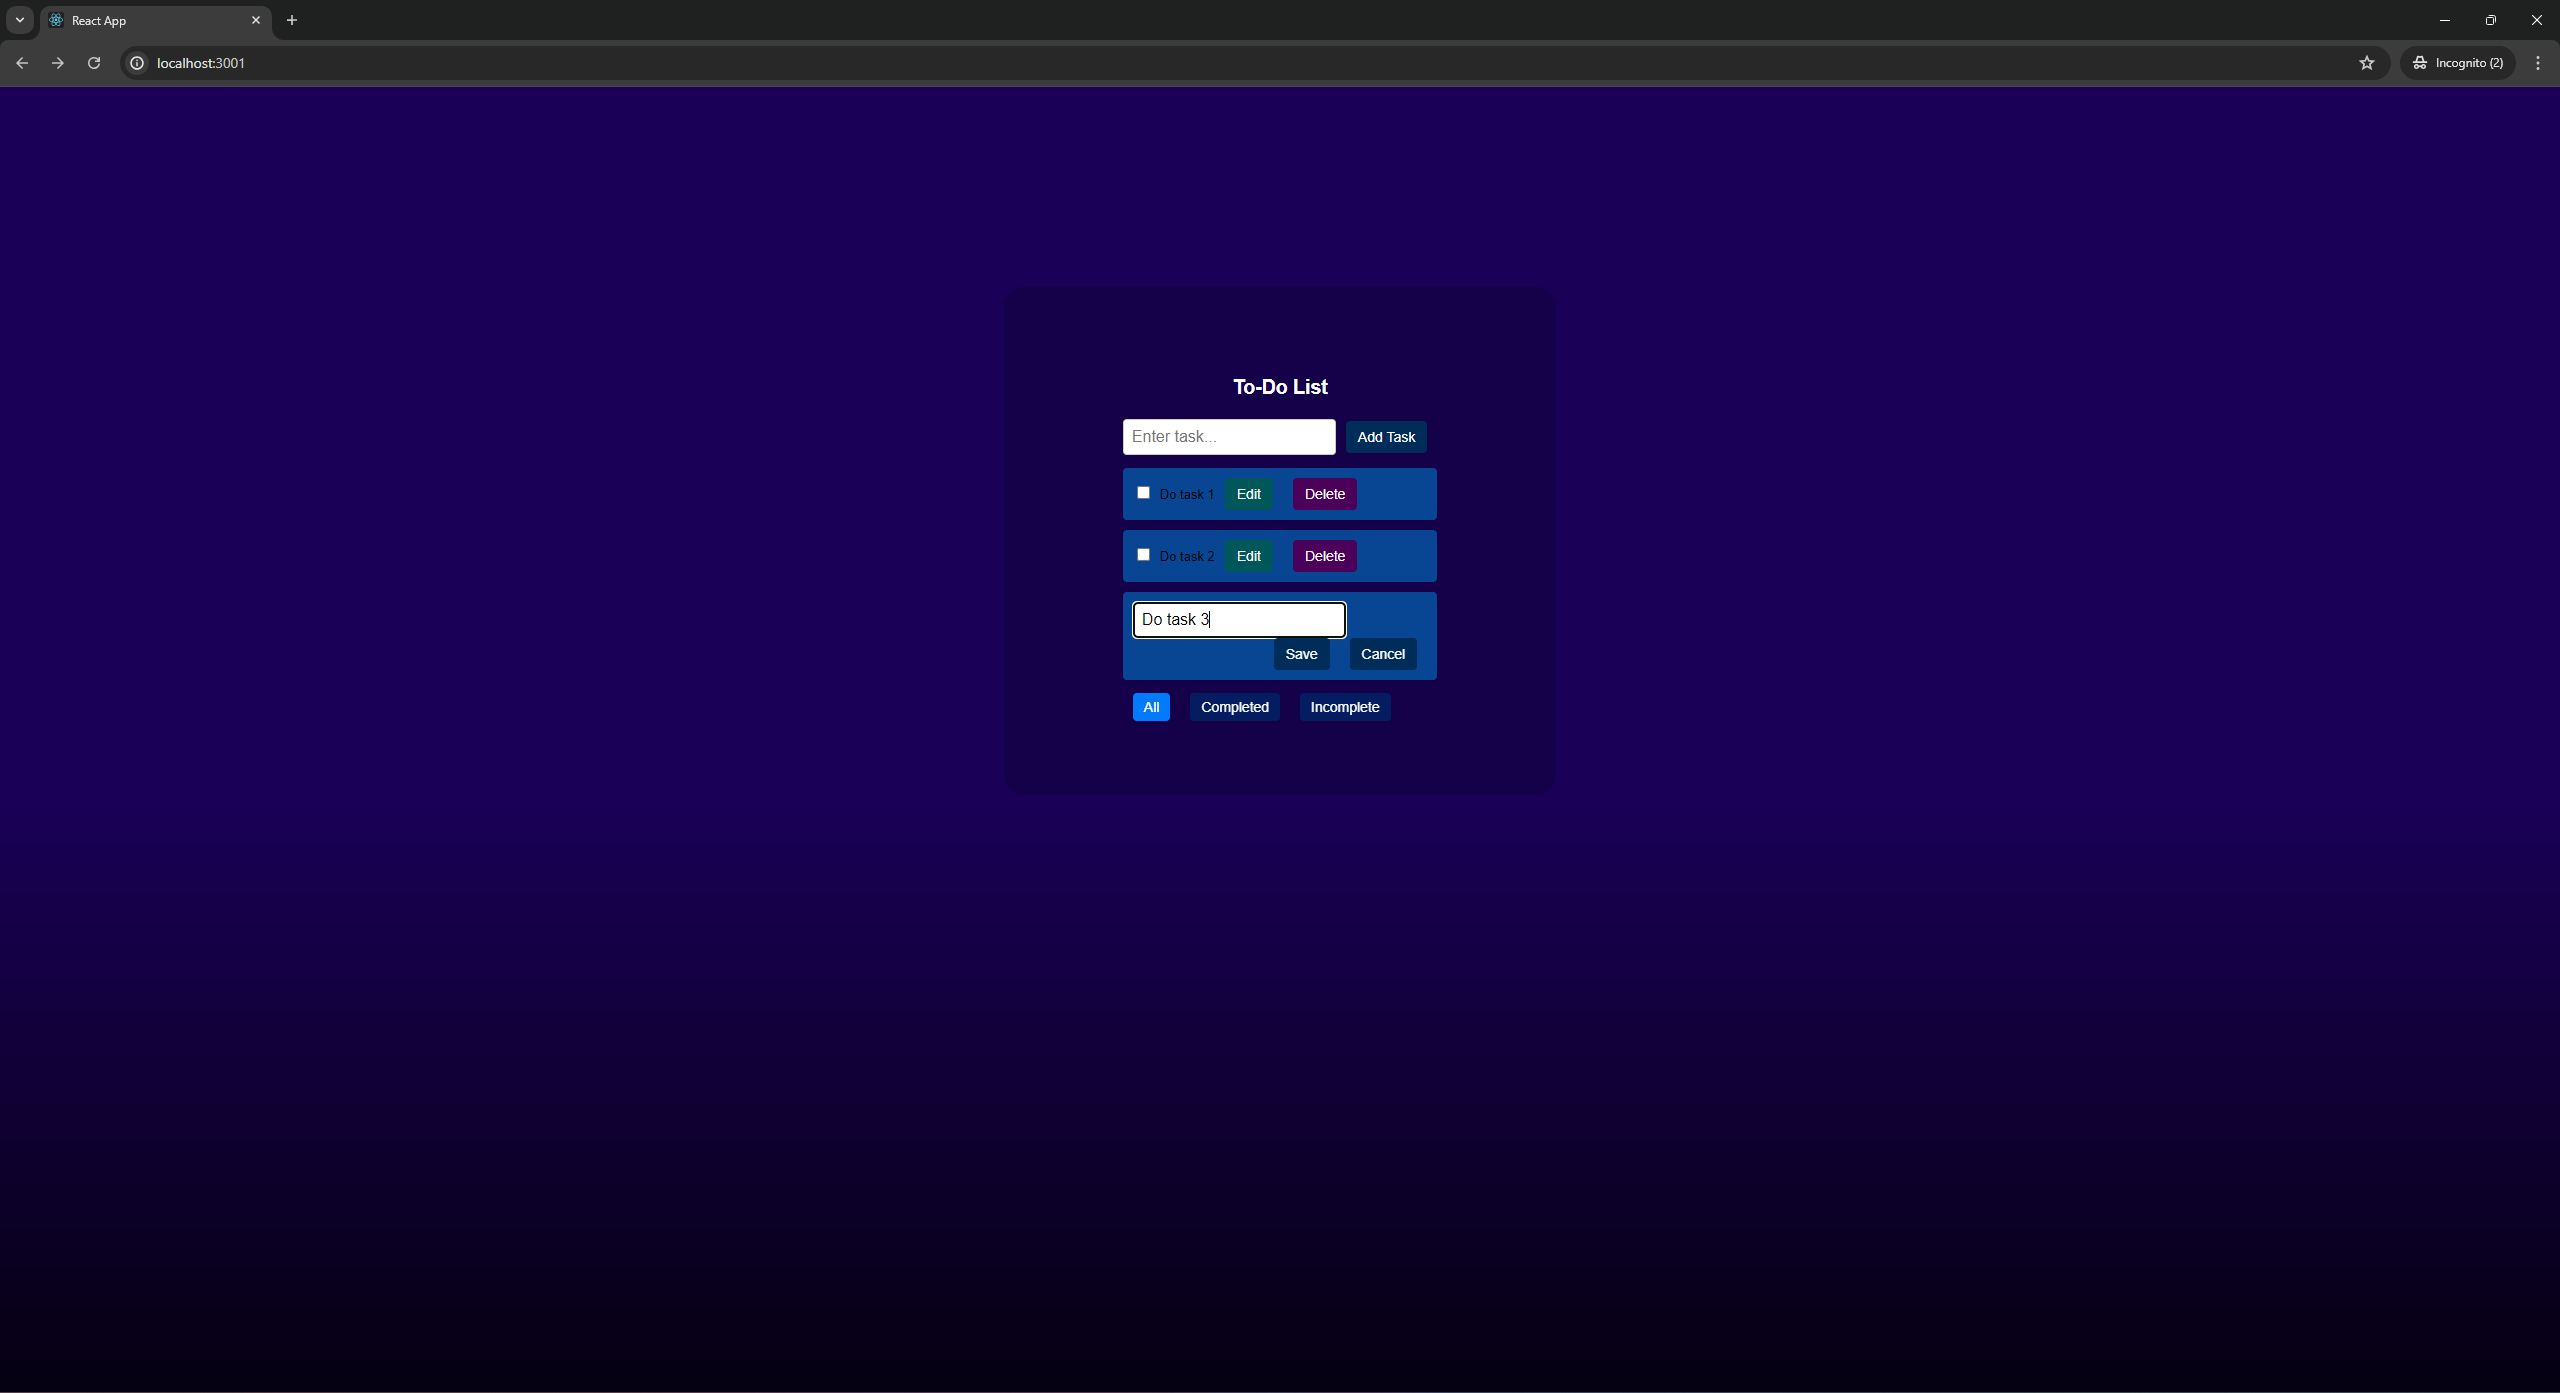 React App
localhost:3001
Incognito (2)
To-Do List
Enter task...
Add Task
Do task 1
Edit
Delete
Do task 2
Edit
Delete
Do task 3
Save
Cancel
All
Completed
Incomplete